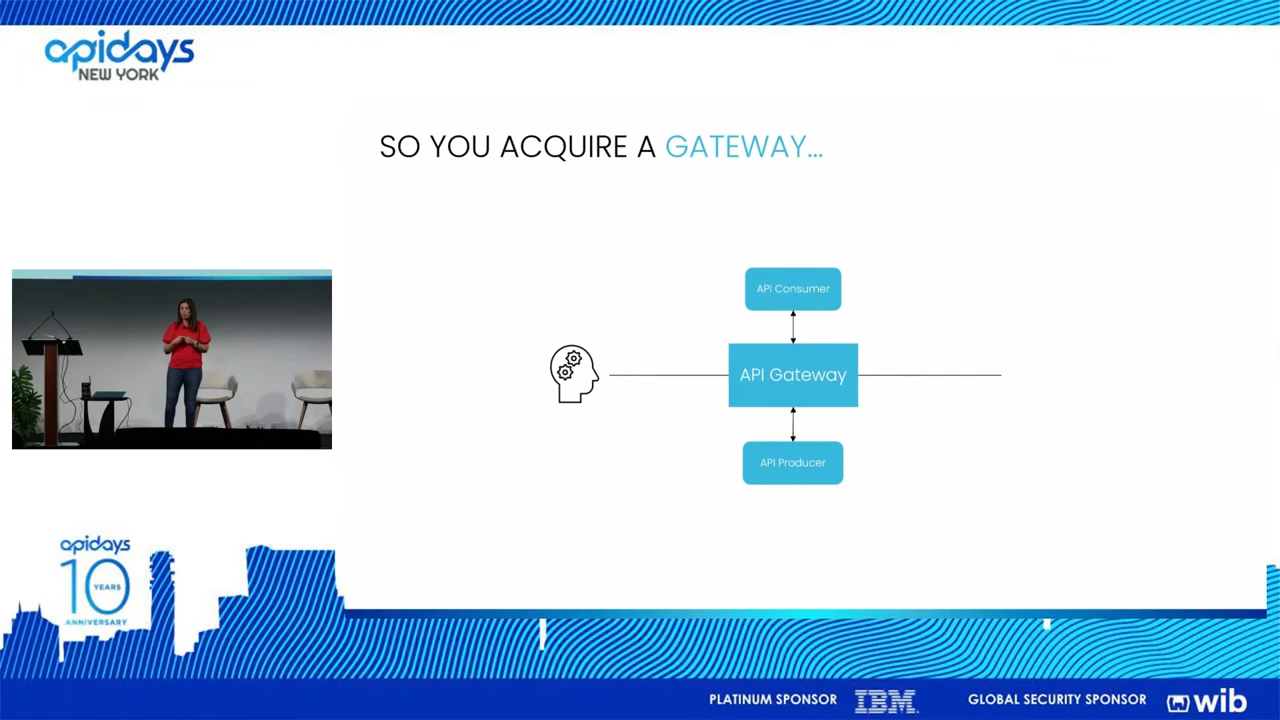 apidays
NEW YORK
SO YOU ACQUIRE A GATEWAY...
API Consumer
API Gateway
API Producer
apidays
10
YEARS
ANNIVERSARY
PLATINUM SPONSOR
IBM
GLOBAL SECURITY SPONSOR
wib